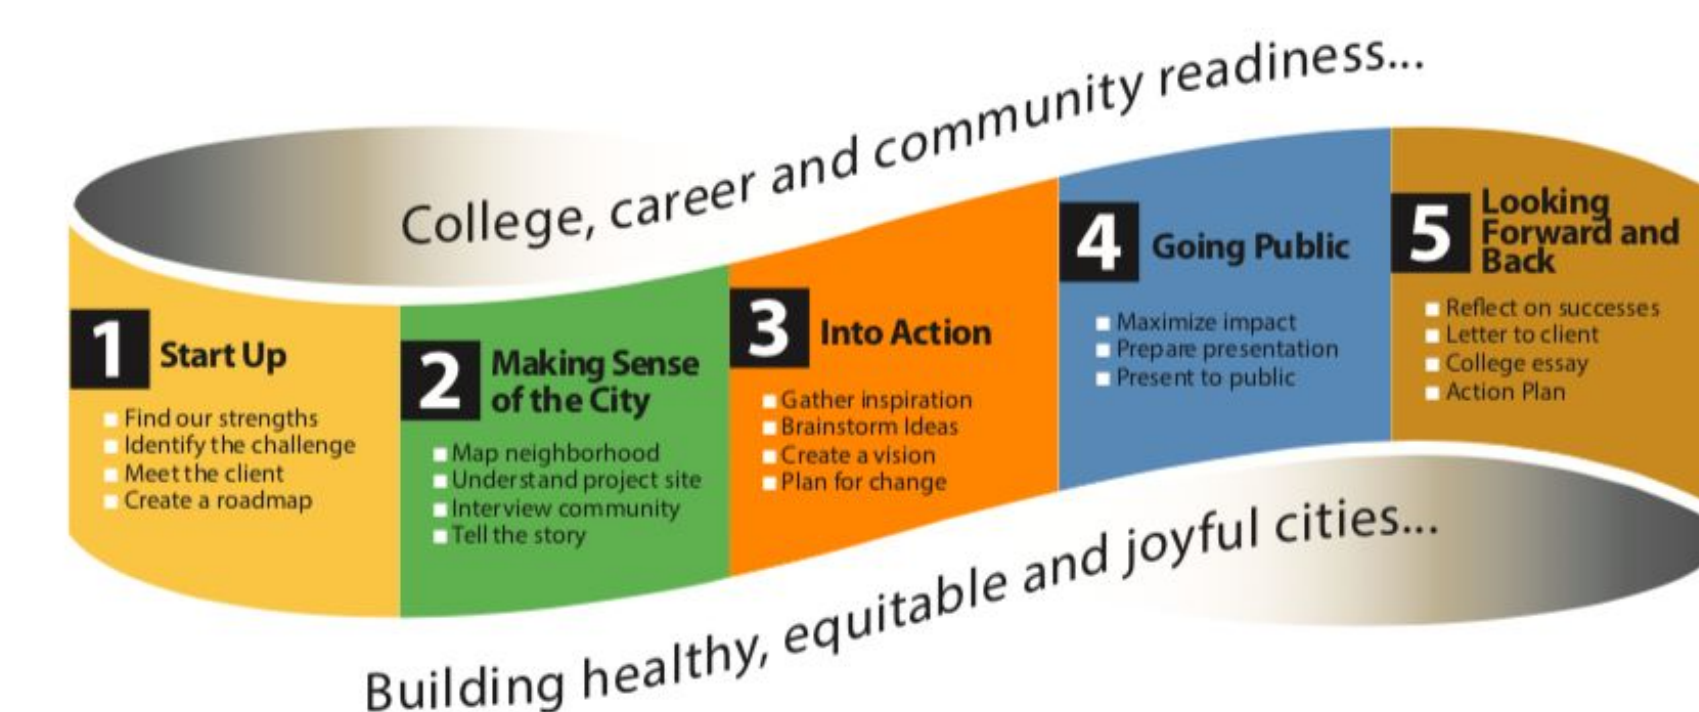 College, career and community readiness...
1
Start Up
Find our strengths
Identify the challenge
Meet the client
Create a roadmap
2
Making Sense
of the City
Map neighborhood
Understand project site
Interview community
Tell the story
3
Into Action
Gather inspiration
Brainstorm Ideas
Create a vision
Plan for change
4
Going Public
Maximize impact
Prepare presentation
Present to public
5
Looking
Forward and
Back
Reflect on successes
Letter to client
College essay
Action Plan
Building healthy, equitable and joyful cities...